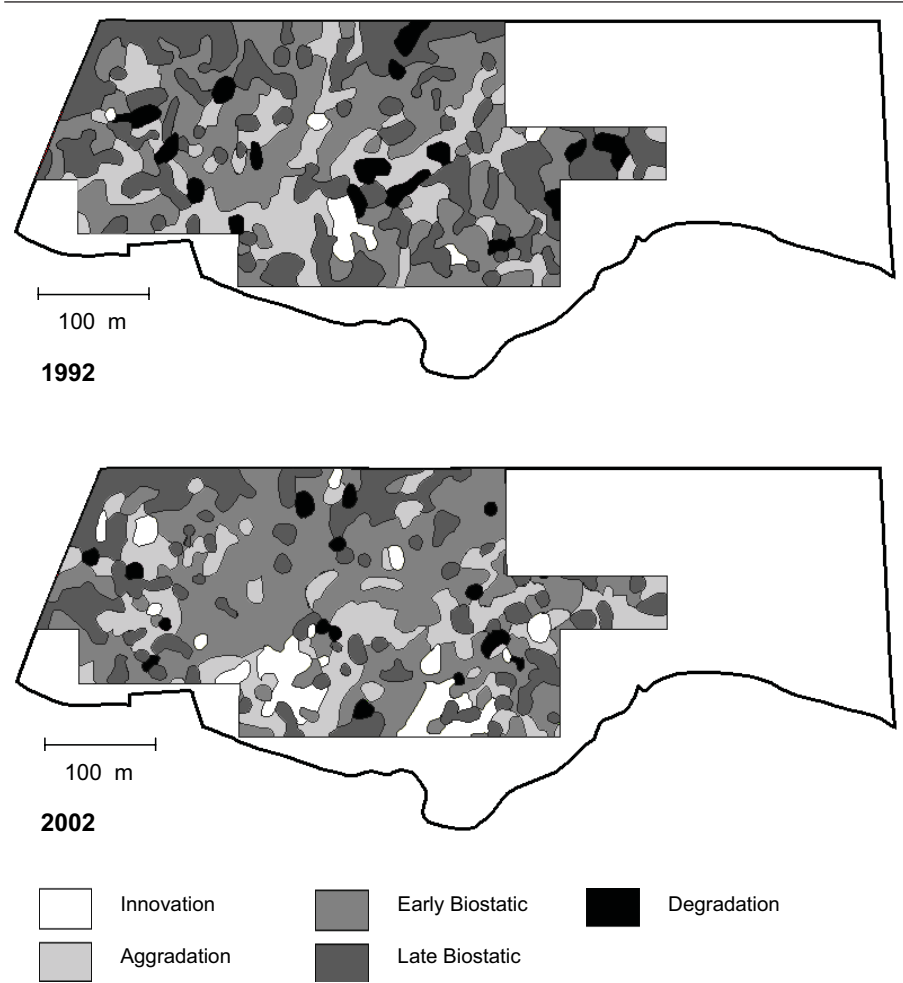 100 m
1992
100 m
2002
Innovation
Early Biostatic
Degradation
Aggradation
Late Biostatic